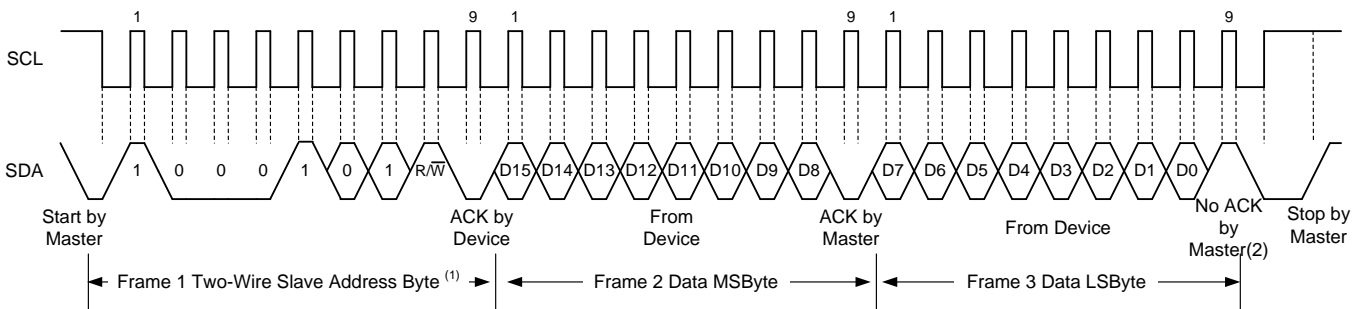 1 9 1 9 1 9
SCL
SDA
1 0 0 0 1 0 1 R/W̅ D15 D14 D13 D12 D11 D10 D9 D8 D7 D6 D5 D4 D3 D2 D1 D0
Start by
Master
ACK by
Device
From
Device
ACK by
Master
From Device
No ACK
by
Master(2)
Stop by
Master
Frame 1 Two-Wire Slave Address Byte (1)
Frame 2 Data MSByte
Frame 3 Data LSByte